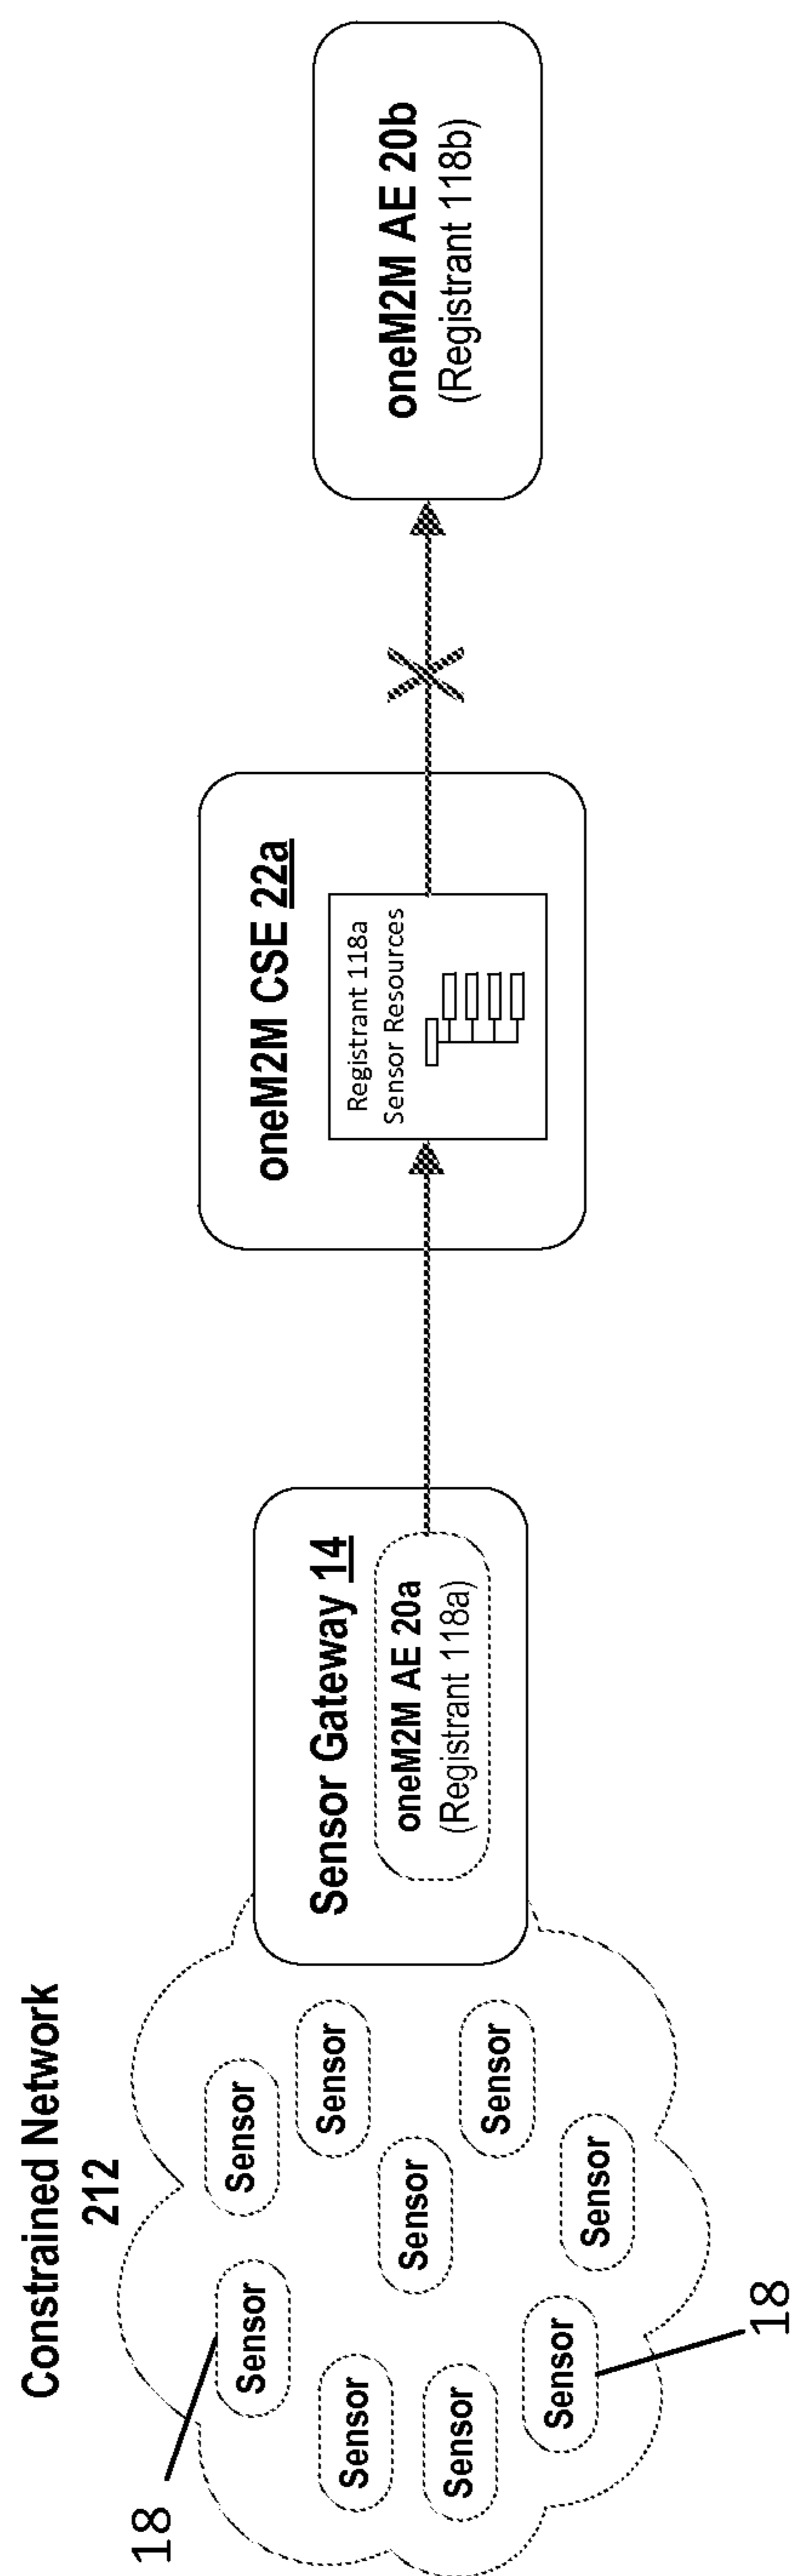 Constrained Network
212
18
Sensor
Sensor
Sensor
Sensor
Sensor
Sensor
Sensor
Sensor
Sensor
18
Sensor Gateway 14
oneM2M AE 20a
(Registrant 118a)
oneM2M CSE 22a
Registrant 118a
Sensor Resources
oneM2M AE 20b
(Registrant 118b)